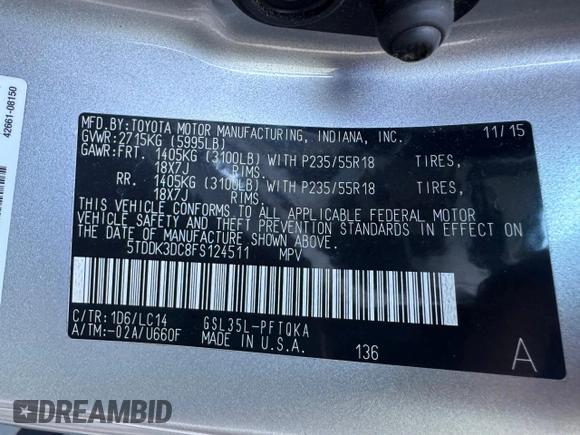 42661-08150
MFD.BY:TOYOTA MOTOR MANUFACTURING, INDIANA, INC. 11/15
GVWR:2715KG (5995LB)
GAWR:FRT. 1405KG (3100LB) WITH P235/55R18 TIRES,
18X7J RIMS.
RR. 1405KG (3100LB) WITH P235/55R18 TIRES,
18X7J RIMS.
THIS VEHICLE CONFORMS TO ALL APPLICABLE FEDERAL MOTOR
VEHICLE SAFETY AND THEFT PREVENTION STANDARDS IN EFFECT ON
THE DATE OF MANUFACTURE SHOWN ABOVE.
5TDDK3DC8FS124511 MPV
C/TR:1D6/LC14 GSL35L-PFTQKA
A/TM:-02A/U660F MADE IN U.S.A. 136 A
DREAMBID